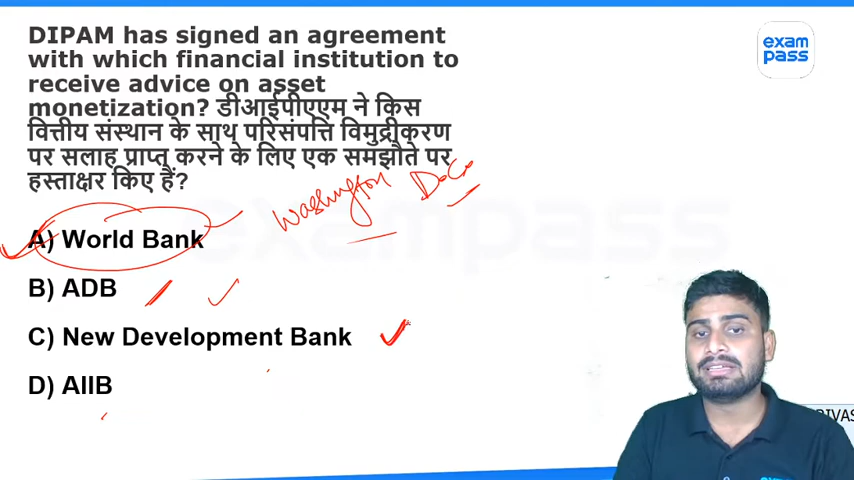 DIPAM has signed an agreement
with which financial institution to
receive advice on asset
monetization? डीआईपीएएम ने किस
वित्तीय संस्थान के साथ परिसंपत्ति विमुद्रीकरण
पर सलाह प्राप्त करने के लिए एक समझौते पर
हस्ताक्षर किए हैं?
Washington D.C.
A) World Bank
B) ADB
C) New Development Bank
D) AIIB
exam
pass
exampass